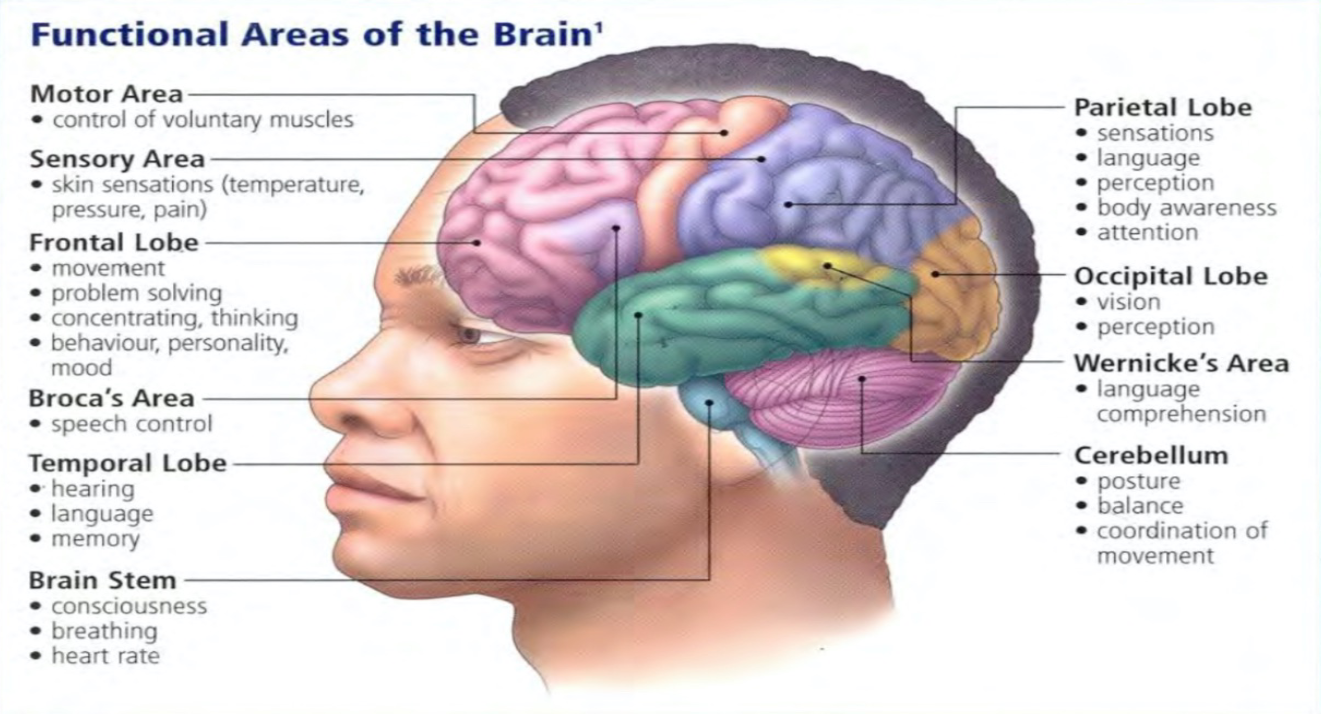 Functional Areas of the Brain¹
Motor Area
• control of voluntary muscles
Sensory Area
• skin sensations (temperature,
pressure, pain)
Frontal Lobe
• movement
• problem solving
• concentrating, thinking
• behaviour, personality,
mood
Broca's Area
• speech control
Temporal Lobe
• hearing
• language
• memory
Brain Stem
• consciousness
• breathing
• heart rate
Parietal Lobe
• sensations
• language
• perception
• body awareness
• attention
Occipital Lobe
• vision
• perception
Wernicke's Area
• language
comprehension
Cerebellum
• posture
• balance
• coordination of
movement